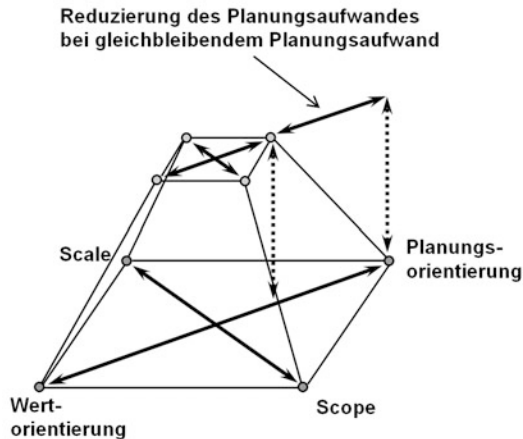 Reduzierung des Planungsaufwandes
bei gleichbleibendem Planungsaufwand
Scale
Planungs-
orientierung
Wert-
orientierung
Scope